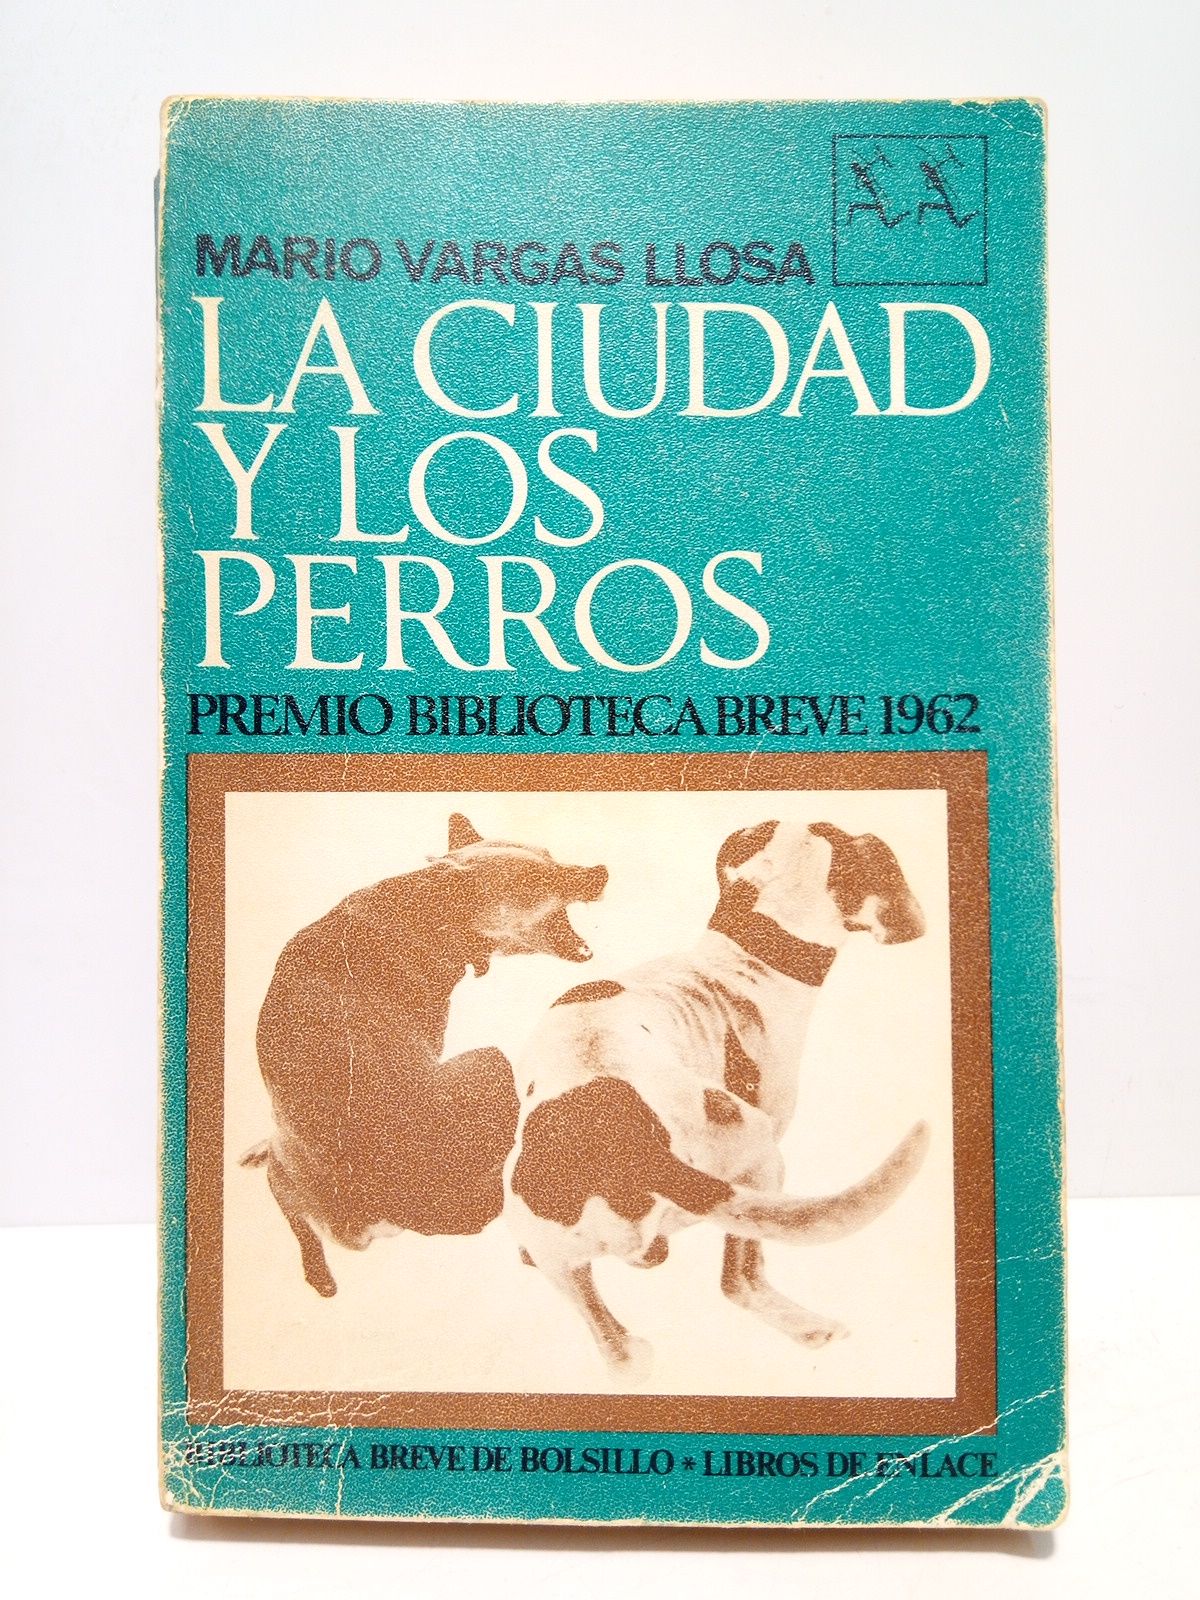 MARIO VARGAS LLOSA
LA CIUDAD
Y LOS
PERROS
PREMIO BIBLIOTECA BREVE 1962
BIBLIOTECA BREVE DE BOLSILLO * LIBROS DE ENLACE